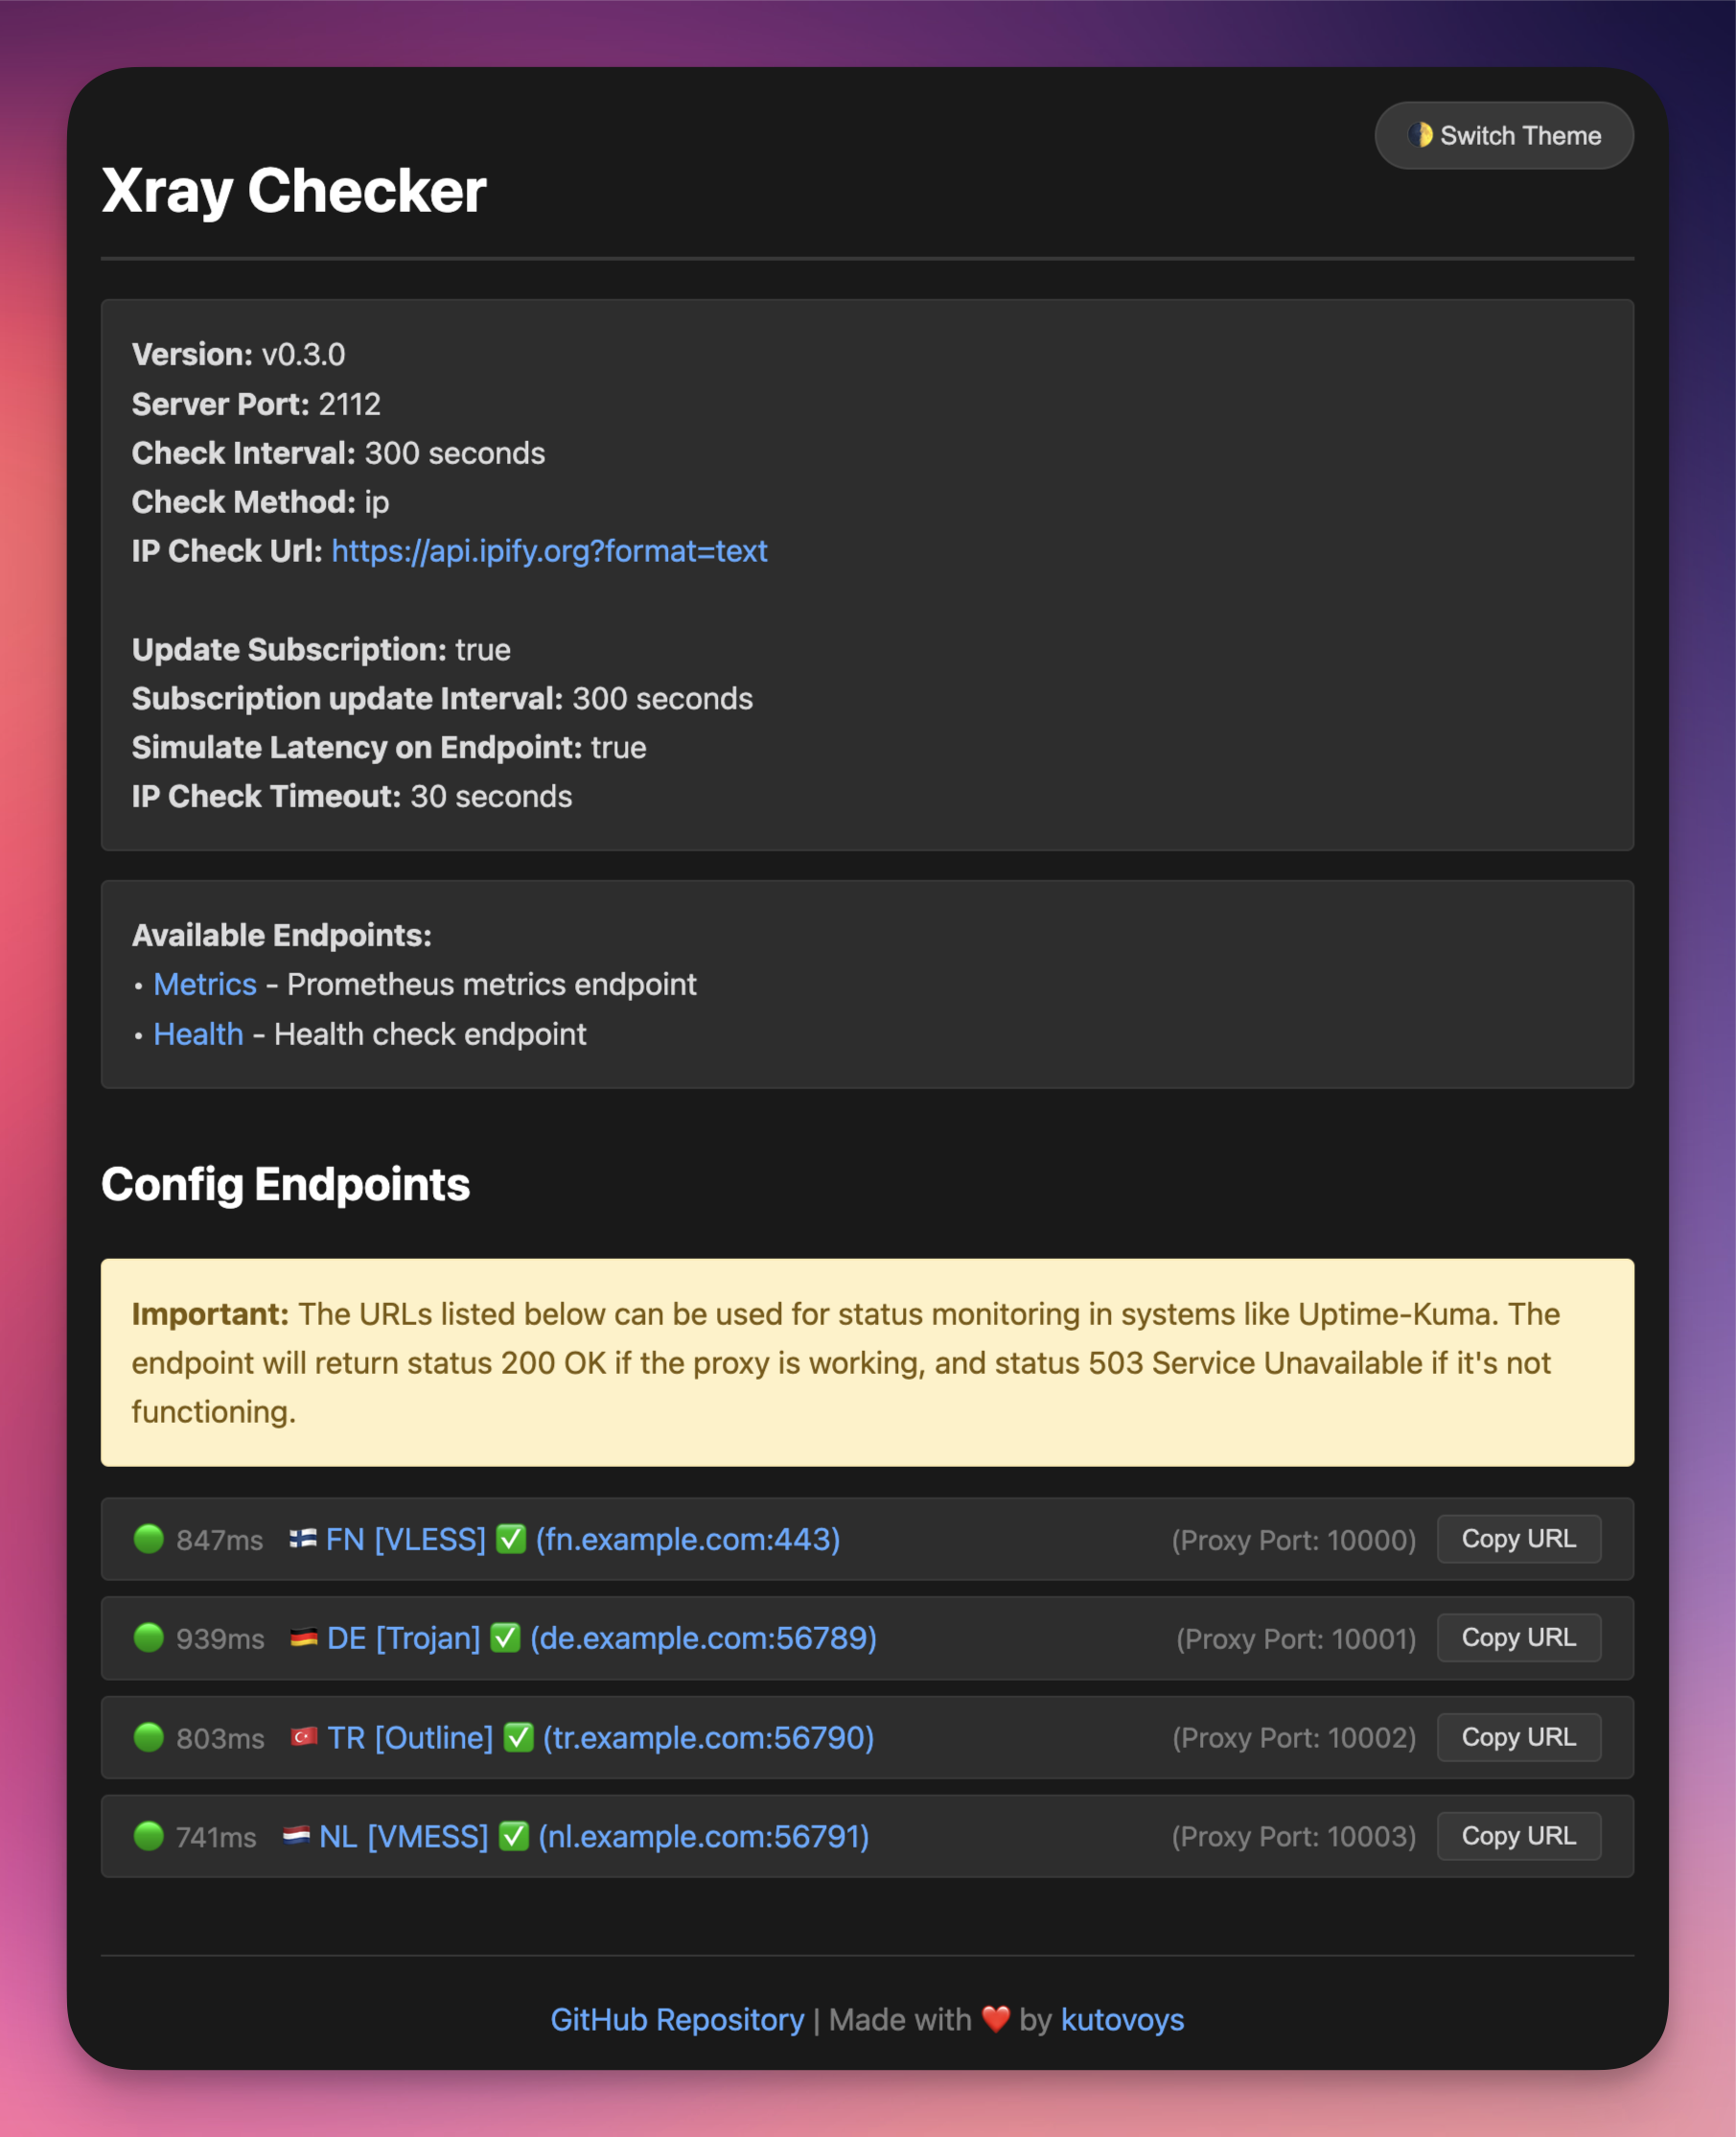 🌓 Switch Theme
Xray Checker
Version: v0.3.0
Server Port: 2112
Check Interval: 300 seconds
Check Method: ip
IP Check Url: https://api.ipify.org?format=text
Update Subscription: true
Subscription update Interval: 300 seconds
Simulate Latency on Endpoint: true
IP Check Timeout: 30 seconds
Available Endpoints:
• Metrics - Prometheus metrics endpoint
• Health - Health check endpoint
Config Endpoints
Important: The URLs listed below can be used for status monitoring in systems like Uptime-Kuma. The
endpoint will return status 200 OK if the proxy is working, and status 503 Service Unavailable if it's not
functioning.
🟢 847ms 🇫🇮 FN [VLESS] ✅ (fn.example.com:443) (Proxy Port: 10000) Copy URL
🟢 939ms 🇩🇪 DE [Trojan] ✅ (de.example.com:56789) (Proxy Port: 10001) Copy URL
🟢 803ms 🇹🇷 TR [Outline] ✅ (tr.example.com:56790) (Proxy Port: 10002) Copy URL
🟢 741ms 🇳🇱 NL [VMESS] ✅ (nl.example.com:56791) (Proxy Port: 10003) Copy URL
GitHub Repository | Made with ❤️ by kutovoys